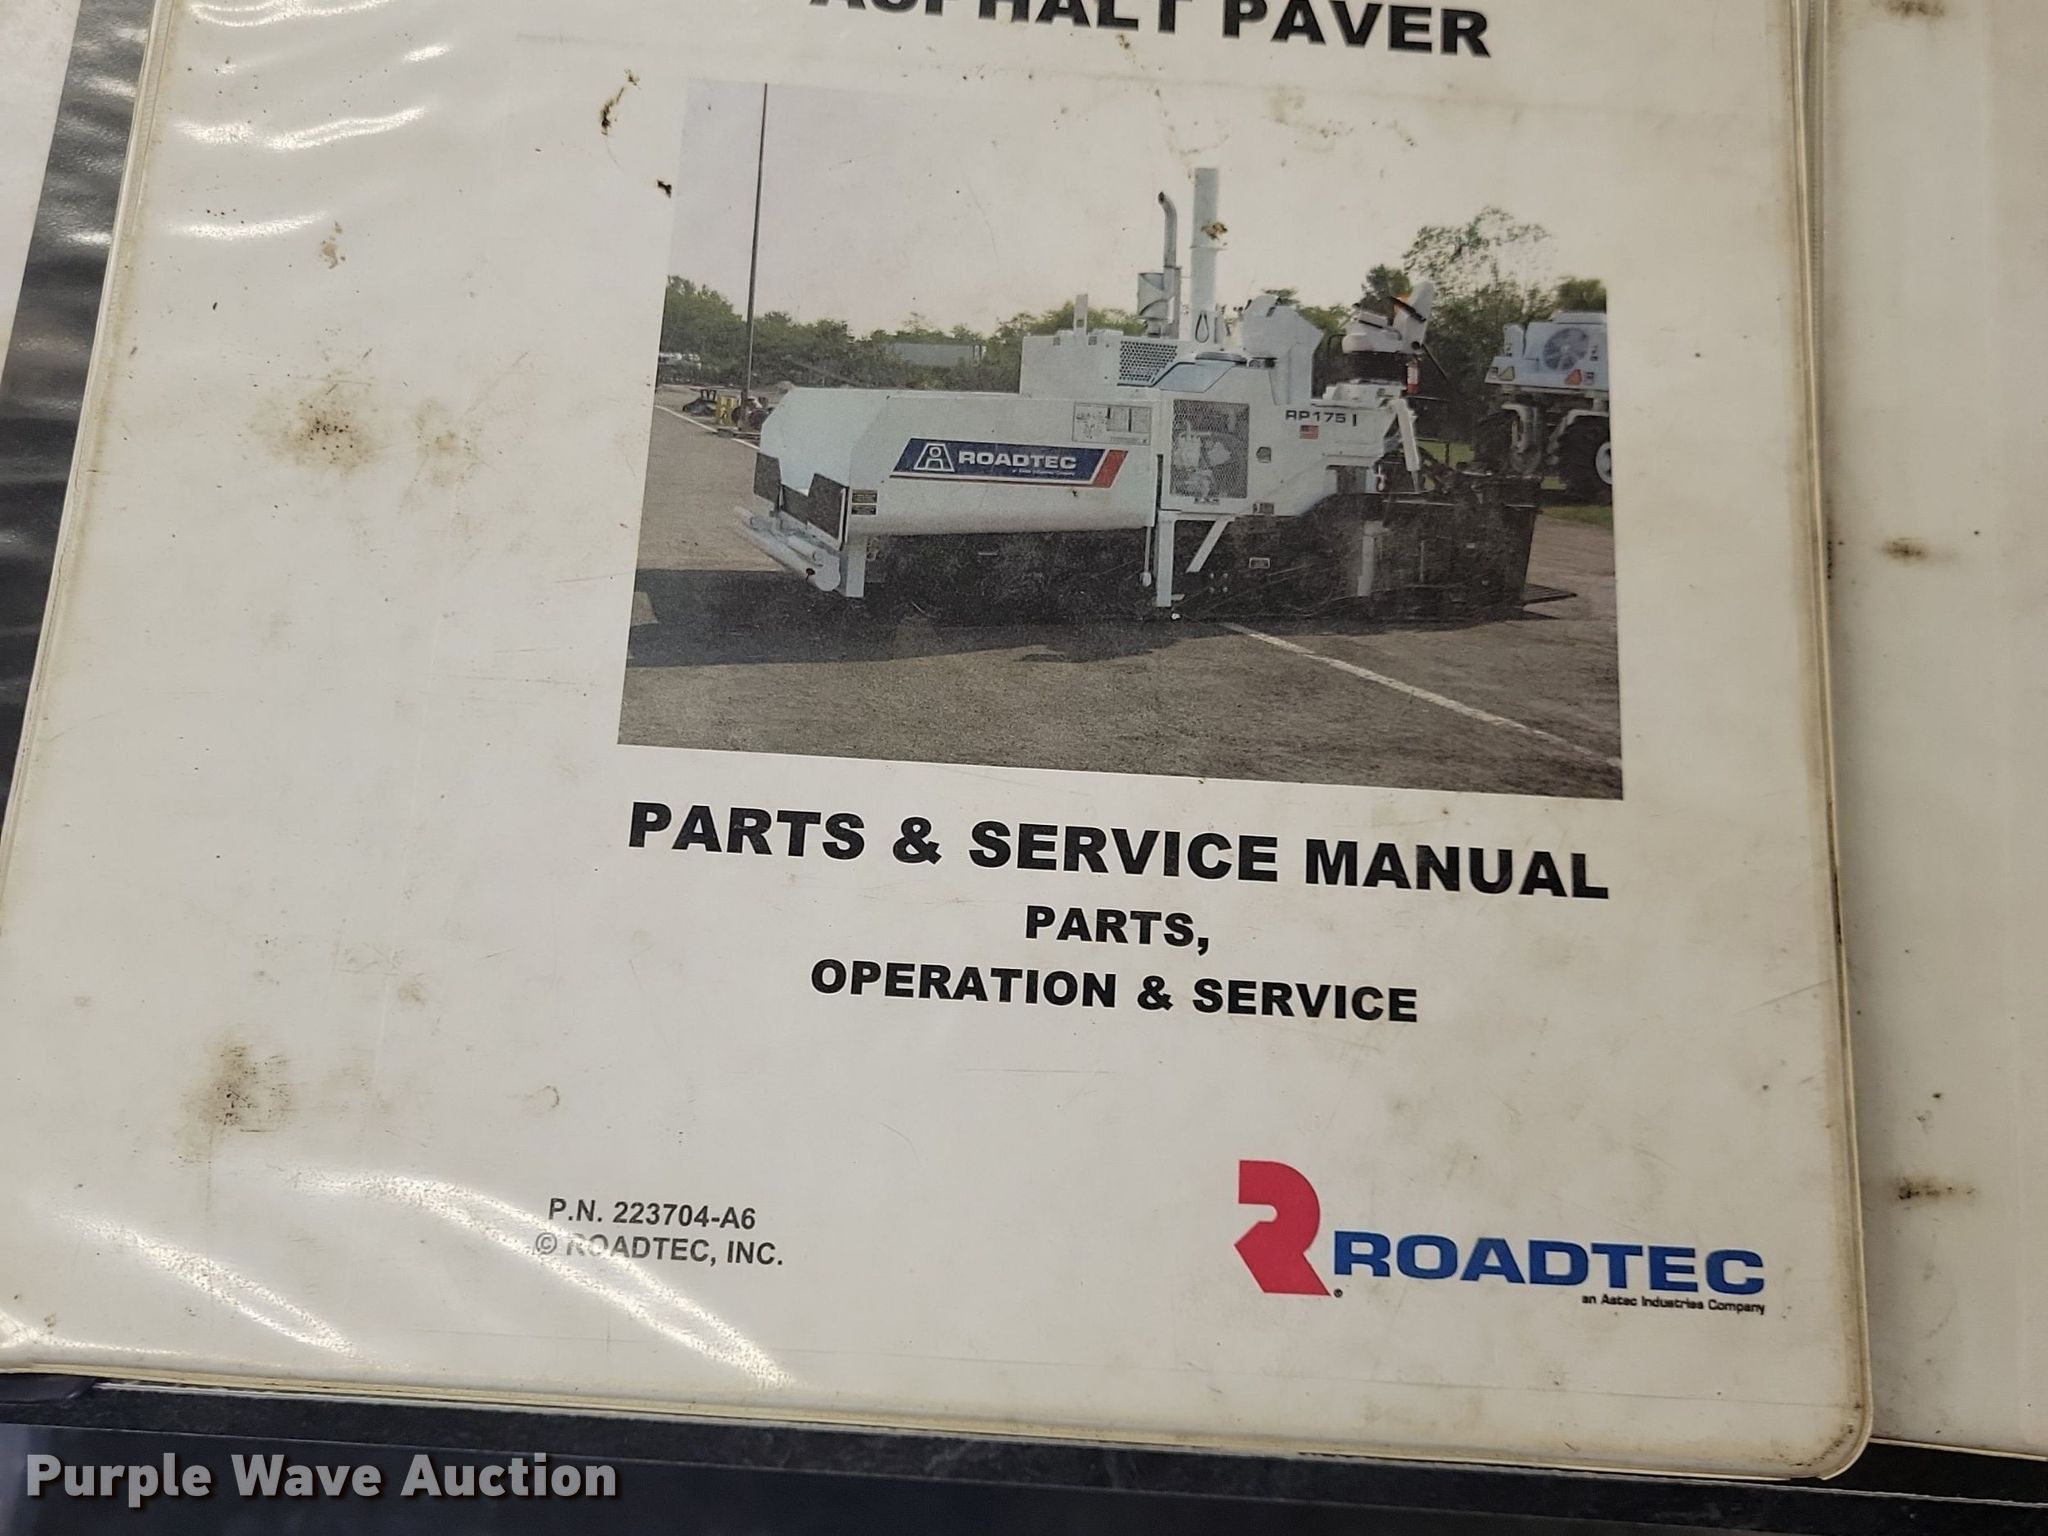 ASPHALT PAVER
RP175
ROADTEC
PARTS & SERVICE MANUAL
PARTS,
OPERATION & SERVICE
P.N. 223704-A6
© ROADTEC, INC.
ROADTEC
an Astec Industries Company
Purple Wave Auction